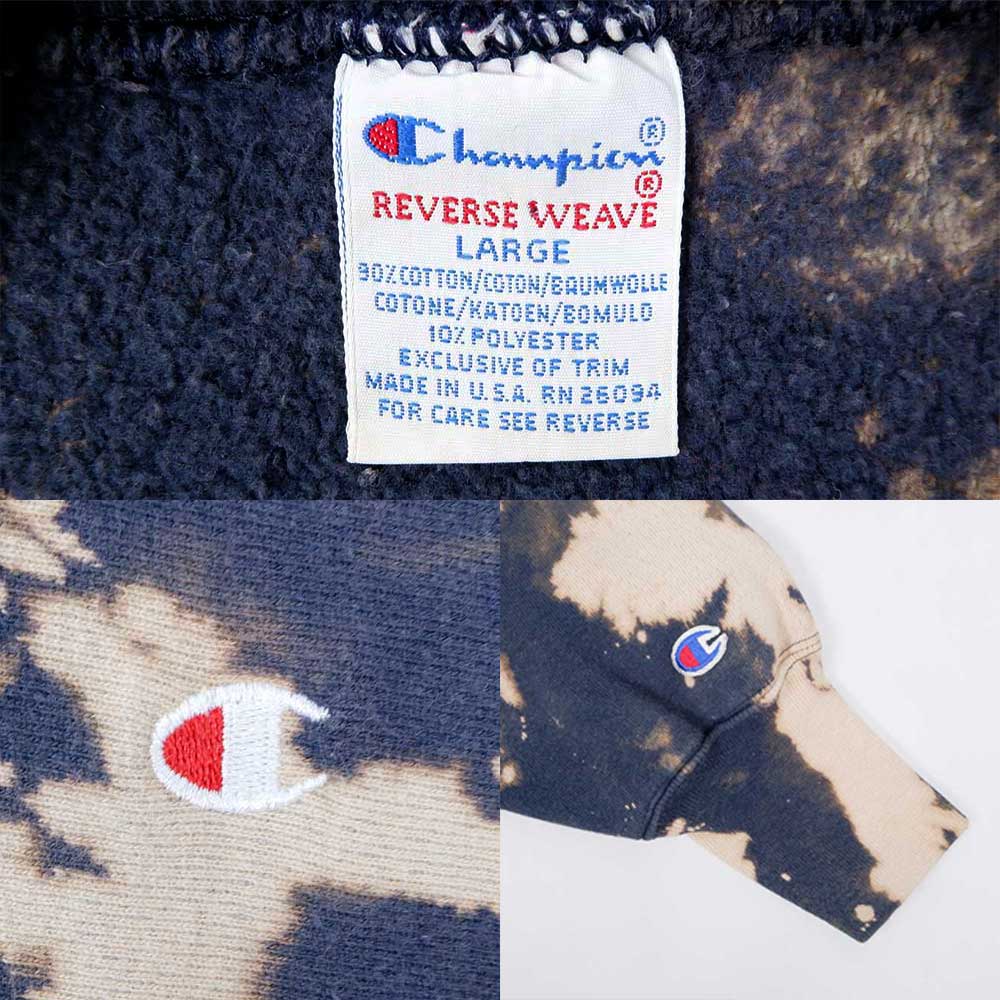 Champion®
REVERSE WEAVE®
LARGE
90% COTTON/COTON/BAUMWOLLE
COTONE/KATOEN/BOMULD
10% POLYESTER
EXCLUSIVE OF TRIM
MADE IN U.S.A. RN 26094
FOR CARE SEE REVERSE